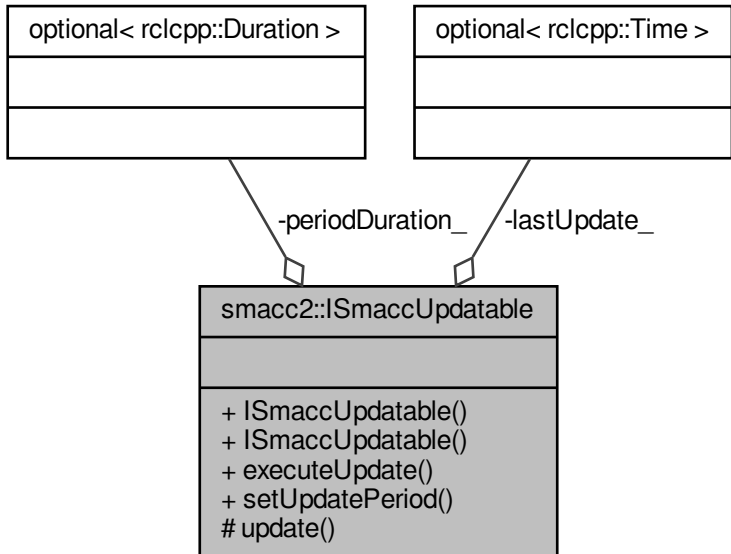 optional< rclcpp::Duration >
optional< rclcpp::Time >
-periodDuration_
-lastUpdate_
smacc2::ISmaccUpdatable
+ ISmaccUpdatable()
+ ISmaccUpdatable()
+ executeUpdate()
+ setUpdatePeriod()
# update()